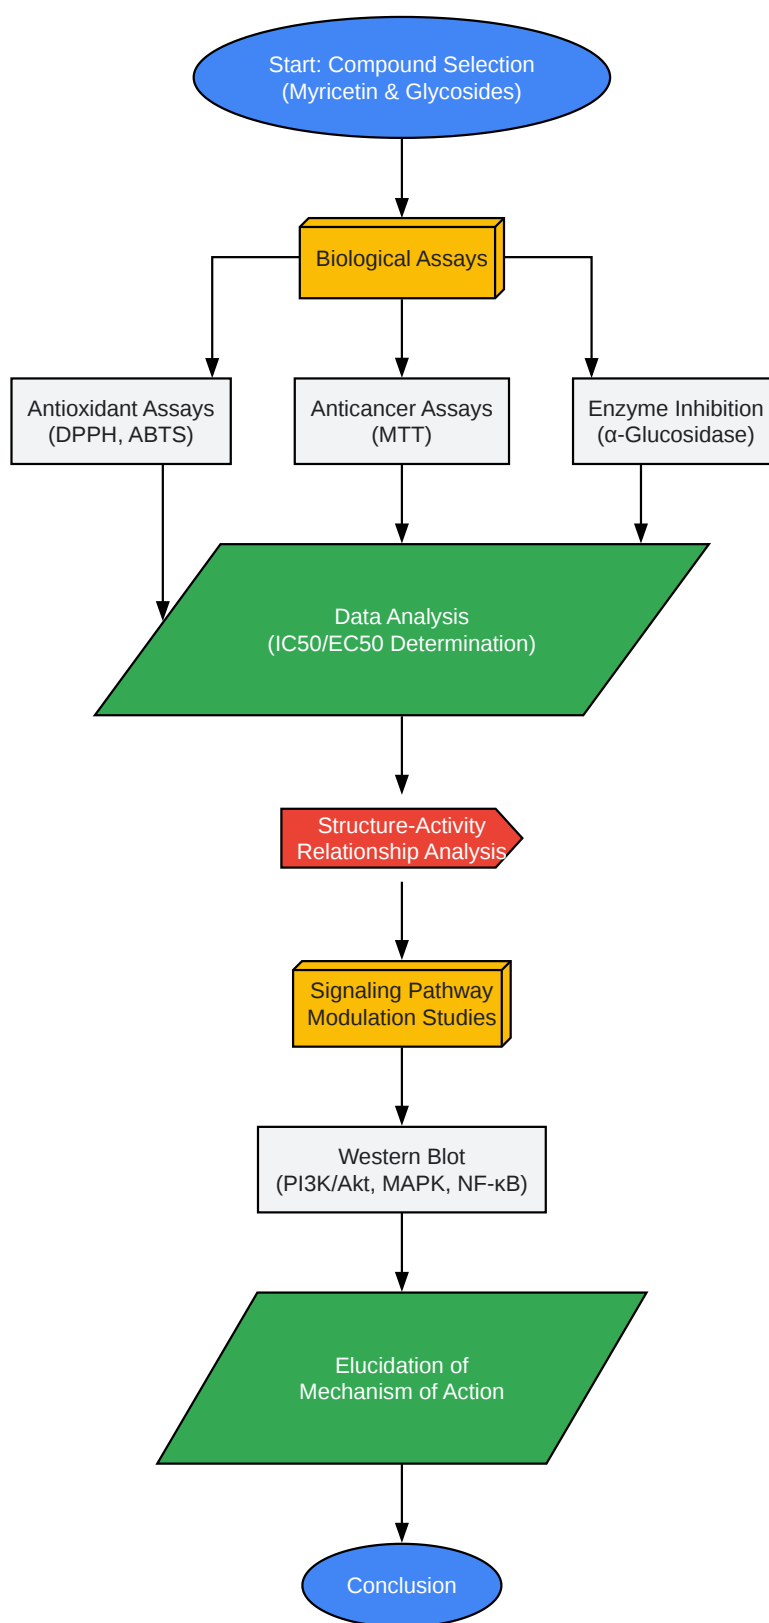 Start: Compound Selection
(Myricetin & Glycosides)
Biological Assays
Antioxidant Assays
(DPPH, ABTS)
Anticancer Assays
(MTT)
Enzyme Inhibition
(α-Glucosidase)
Data Analysis
(IC50/EC50 Determination)
Structure-Activity
Relationship Analysis
Signaling Pathway
Modulation Studies
Western Blot
(PI3K/Akt, MAPK, NF-κB)
Elucidation of
Mechanism of Action
Conclusion